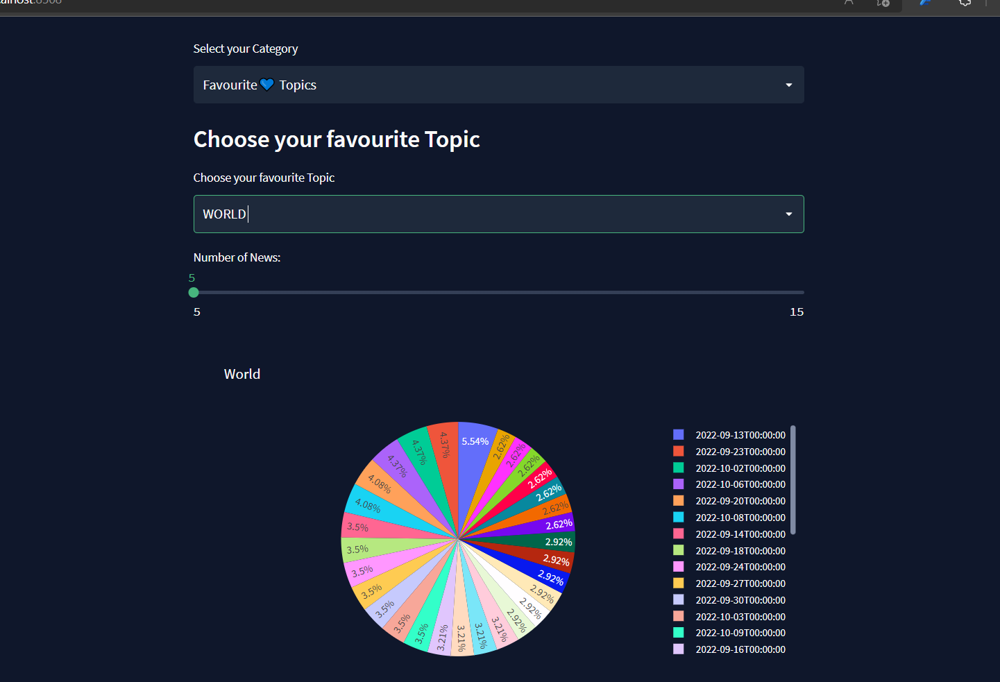 Select your Category
Favourite💙 Topics
Choose your favourite Topic
Choose your favourite Topic
WORLD
Number of News:
5
5
15
World
5.54%
2.62%
2.62%
2.62%
2.62%
2.62%
2.62%
2.62%
2.92%
2.92%
2.92%
2.92%
2.92%
2.92%
3.21%
3.21%
3.21%
3.21%
3.5%
3.5%
3.5%
3.5%
3.5%
3.5%
3.5%
4.08%
4.08%
4.37%
4.37%
4.37%
2022-09-13T00:00:00
2022-09-23T00:00:00
2022-10-02T00:00:00
2022-10-06T00:00:00
2022-09-20T00:00:00
2022-10-08T00:00:00
2022-09-14T00:00:00
2022-09-18T00:00:00
2022-09-24T00:00:00
2022-09-27T00:00:00
2022-09-30T00:00:00
2022-10-03T00:00:00
2022-10-09T00:00:00
2022-09-16T00:00:00